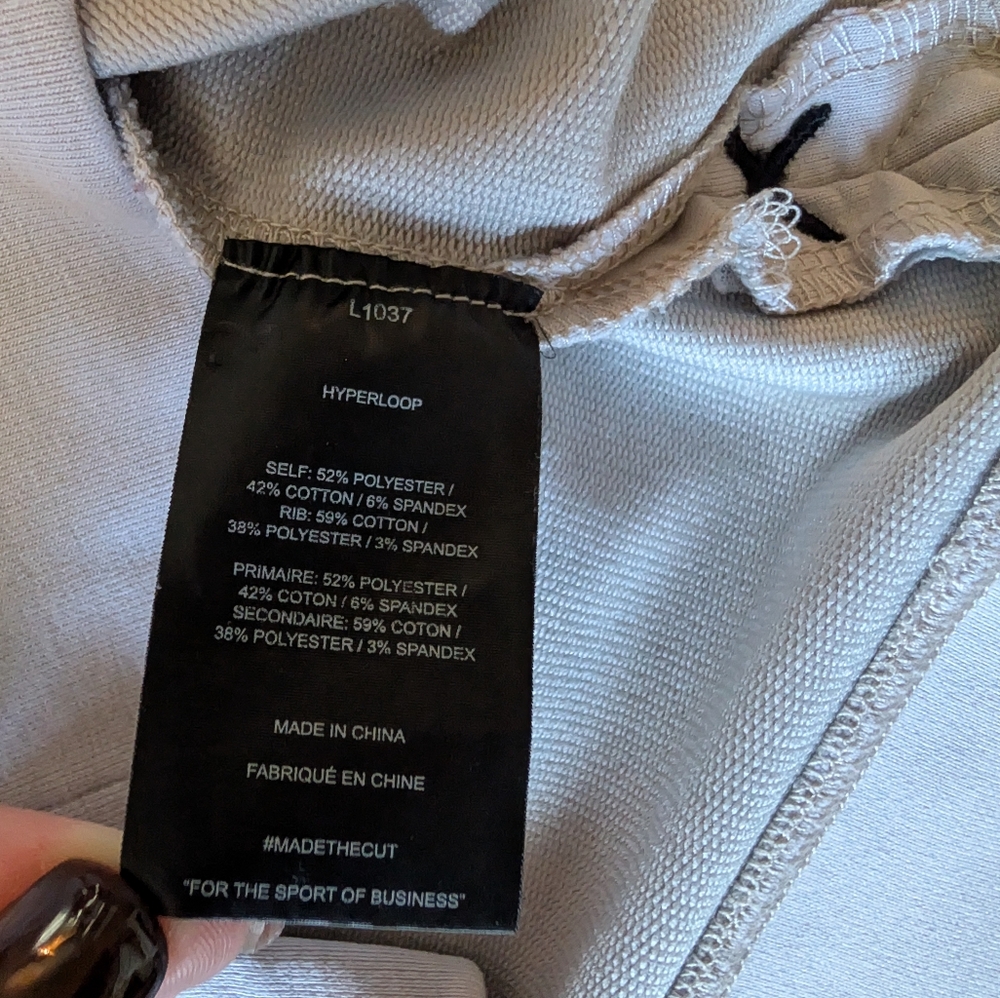 L1037
HYPERLOOP
SELF: 52% POLYESTER /
42% COTTON / 6% SPANDEX
RIB: 59% COTTON /
38% POLYESTER / 3% SPANDEX
PRIMAIRE: 52% POLYESTER /
42% COTON / 6% SPANDEX
SECONDAIRE: 59% COTON /
38% POLYESTER / 3% SPANDEX
MADE IN CHINA
FABRIQUÉ EN CHINE
#MADETHECUT
"FOR THE SPORT OF BUSINESS"